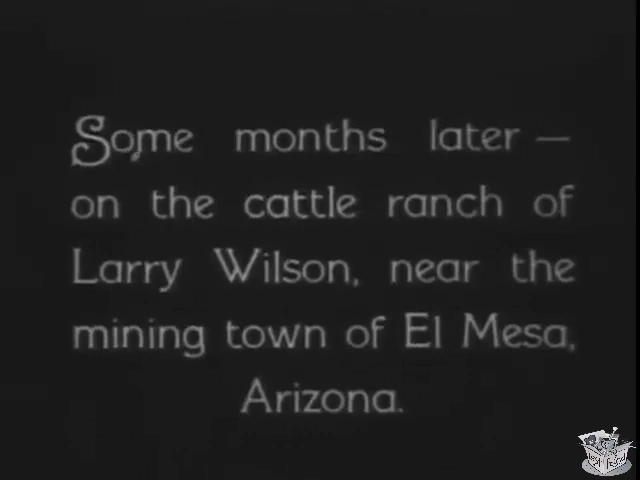 Some months later —
on the cattle ranch of
Larry Wilson, near the
mining town of El Mesa,
Arizona.